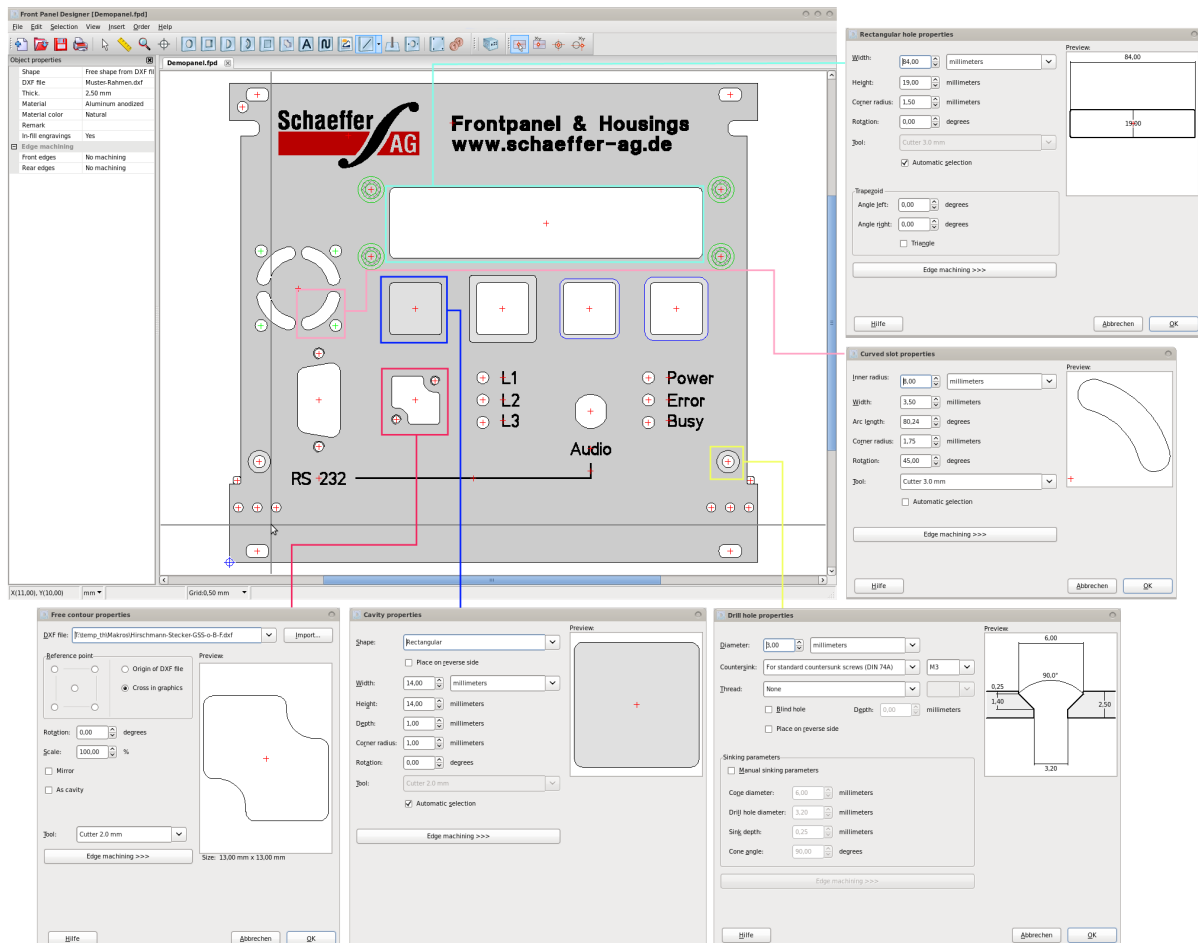 Front Panel Designer [Demopanel.fpd]
File Edit Selection View Insert Order Help
Object properties
Demopanel.fpd
Shape Free shape from DXF fil
DXF file Muster-Rahmen.dxf
Thick. 2,50 mm
Material Aluminum anodized
Material color Natural
Remark
In-fill engravings Yes
Edge machining
Front edges No machining
Rear edges No machining
Schaeffer
AG
Frontpanel & Housings
www.schaeffer-ag.de
L1
L2
L3
Power
Error
Busy
Audio
RS 232
X(11,00), Y(10,00) mm Grid:0,50 mm
Rectangular hole properties
Width: 84,00 millimeters
Height: 19,00 millimeters
Corner radius: 1,50 millimeters
Rotation: 0,00 degrees
Tool: Cutter 3.0 mm
Automatic selection
Trapezoid
Angle left: 0,00 degrees
Angle right: 0,00 degrees
Triangle
Edge machining >>>
Hilfe Abbrechen OK
Preview:
84,00
19,00
Curved slot properties
Inner radius: 8,00 millimeters
Width: 3,50 millimeters
Arc length: 80,24 degrees
Corner radius: 1,75 millimeters
Rotation: 45,00 degrees
Tool: Cutter 3.0 mm
Automatic selection
Edge machining >>>
Hilfe Abbrechen OK
Preview:
Free contour properties
DXF file: T:\temp_th\Makros\Hirschmann-Stecker-GSS-o-B-F.dxf Import...
Reference point
Origin of DXF file
Cross in graphics
Rotation: 0,00 degrees
Scale: 100,00 %
Mirror
As cavity
Tool: Cutter 2.0 mm
Edge machining >>>
Preview:
Size: 13,00 mm x 13,00 mm
Hilfe Abbrechen OK
Cavity properties
Shape: Rectangular
Place on reverse side
Width: 14,00 millimeters
Height: 14,00 millimeters
Depth: 1,00 millimeters
Corner radius: 1,00 millimeters
Rotation: 0,00 degrees
Tool: Cutter 2.0 mm
Automatic selection
Edge machining >>>
Preview:
Hilfe Abbrechen OK
Drill hole properties
Diameter: 3,00 millimeters
Countersink: For standard countersunk screws (DIN 74A) M3
Thread: None
Blind hole Depth: 0,00 millimeters
Place on reverse side
Sinking parameters
Manual sinking parameters
Cone diameter: 6,00 millimeters
Drill hole diameter: 3,20 millimeters
Sink depth: 0,25 millimeters
Cone angle: 90,00 degrees
Edge machining >>>
Preview:
6,00
90,0°
0,25
1,40
2,50
3,20
Hilfe Abbrechen OK